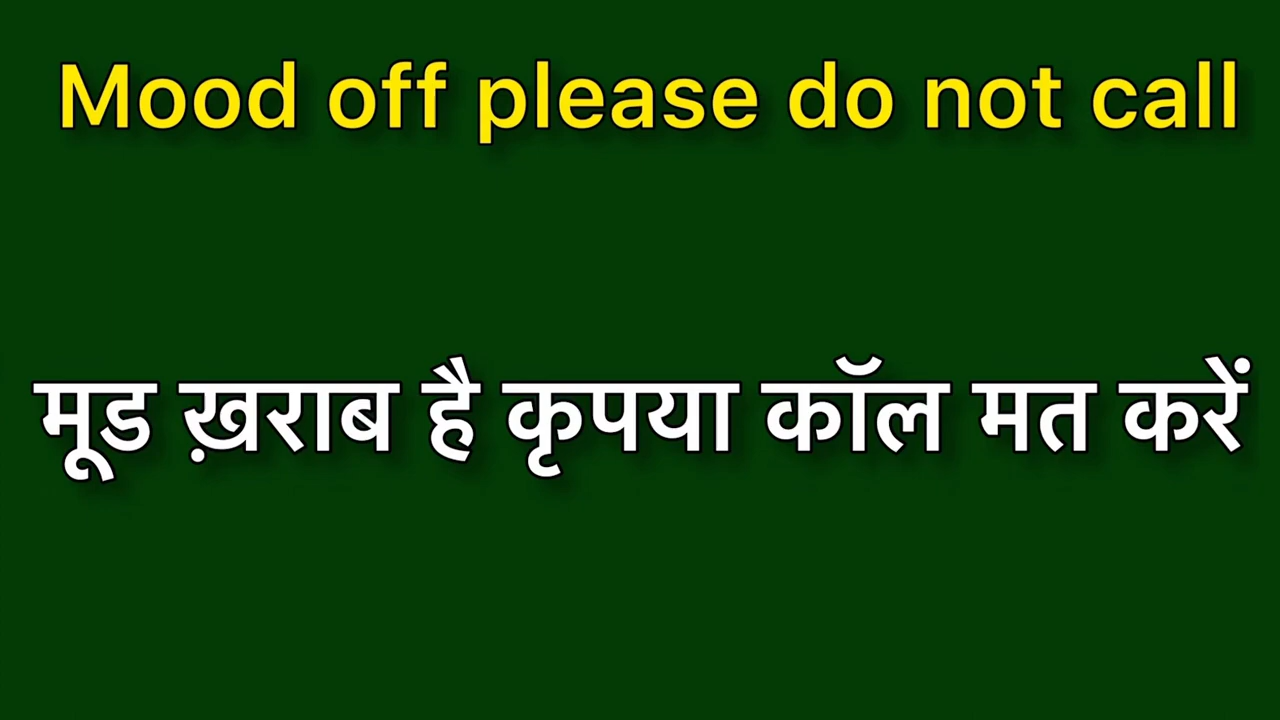 Mood off please do not call
मूड ख़राब है कृपया कॉल मत करें